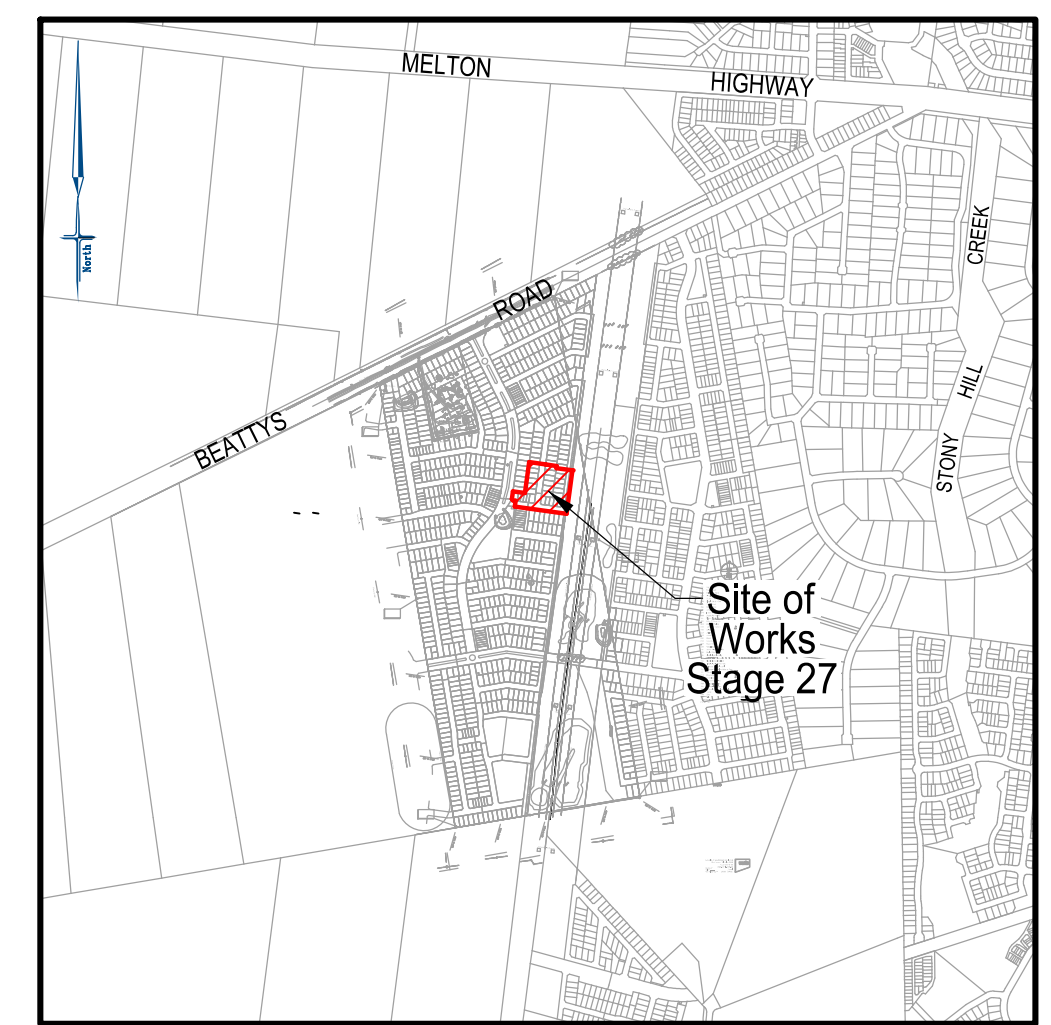 MELTON
HIGHWAY
North
CREEK
ROAD
HILL
BEATTYS
STONY
Site of
Works
Stage 27